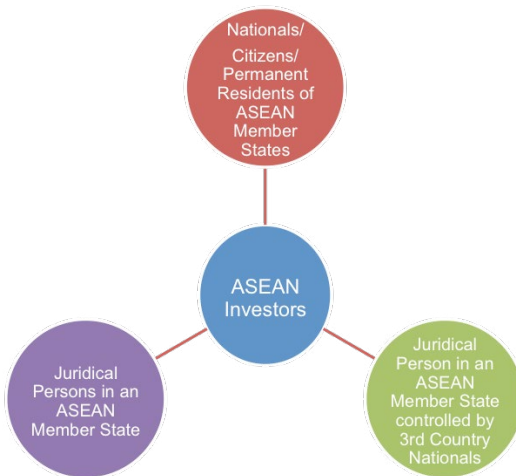 Nationals/
Citizens/
Permanent
Residents of
ASEAN
Member
States
ASEAN
Investors
Juridical
Persons in an
ASEAN
Member State
Juridical
Person in an
ASEAN
Member State
controlled by
3rd Country
Nationals